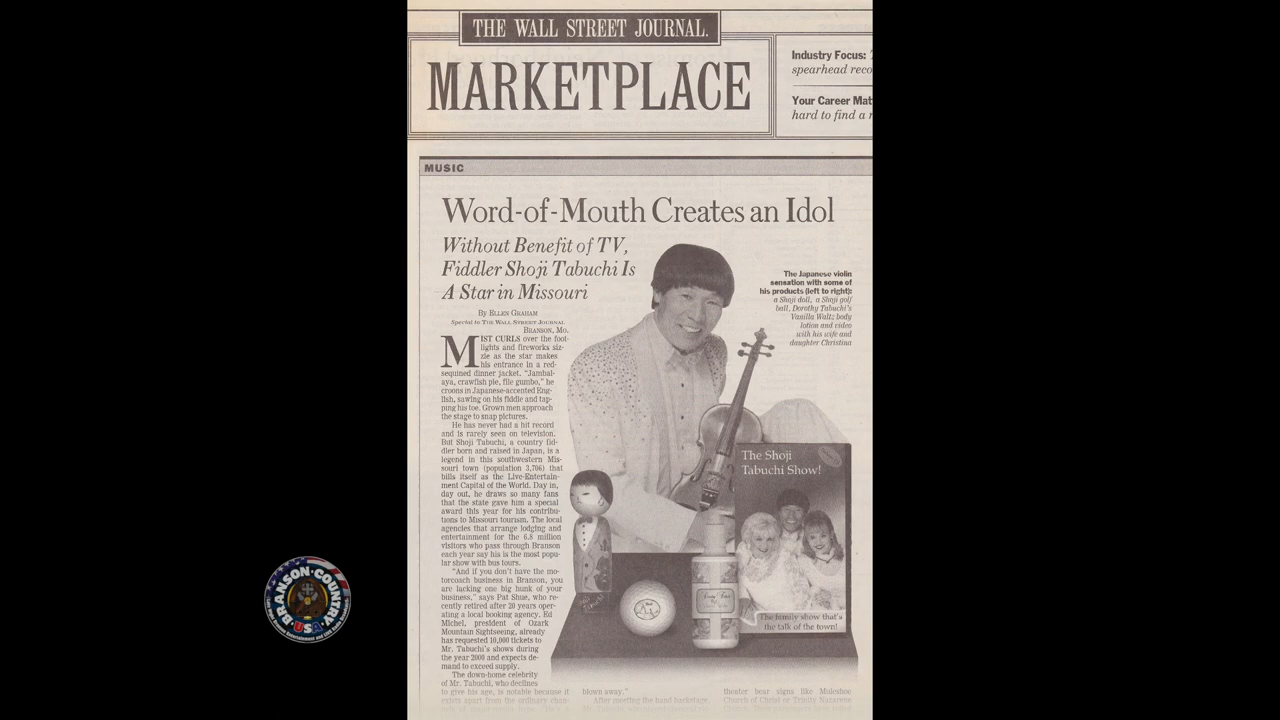 THE WALL STREET JOURNAL.
MARKETPLACE
Industry Focus:
spearhead reco
Your Career Mat
hard to find a
MUSIC
Word-of-Mouth Creates an Idol
Without Benefit of TV,
Fiddler Shoji Tabuchi Is
A Star in Missouri
By ELLEN GRAHAM
Special to THE WALL STREET JOURNAL
BRANSON, MO.
MIST CURLS over the foot-
lights and fireworks siz-
zle as the star makes
his entrance in a red-
sequined dinner jacket. "Jambal-
aya, crawfish pie, file gumbo," he
croons in Japanese-accented Eng-
lish, sawing on his fiddle and tap-
ping his toe. Grown men approach
the stage to snap pictures.
He has never had a hit record
and is rarely seen on television.
But Shoji Tabuchi, a country fid-
dler born and raised in Japan, is a
legend in this southwestern Mis-
souri town (population 3,706) that
bills itself as the Live-Entertain-
ment Capital of the World. Day in,
day out, he draws so many fans
that the state gave him a special
award this year for his contribu-
tions to Missouri tourism. The local
agencies that arrange lodging and
entertainment for the 6.8 million
visitors who pass through Branson
each year say his is the most popu-
lar show with bus tours.
"And if you don't have the mo-
torcoach business in Branson, you
are lacking one big hunk of your
business," says Pat Shue, who re-
cently retired after 20 years oper-
ating a local booking agency. Ed
Michel, president of Ozark
Mountain Sightseeing, already
has requested 10,000 tickets to
Mr. Tabuchi's shows during
the year 2000 and expects de-
mand to exceed supply.
The down-home celebrity
of Mr. Tabuchi, who declines
to give his age, is notable because it
exists apart from the ordinary chan-
The Japanese violin
sensation with some of
his products (left to right):
a Shoji doll, a Shoji golf
ball, Dorothy Tabuchi's
Vanilla Waltz; body
lotion and video
with his wife and
daughter Christina
The Shoji
Tabuchi Show!
The family show that's
the talk of the town!
blown away."
After meeting the band backstage,
theater bear signs like Muleshoe
Church of Christ or Trinity Nazarene
BRANSON COUNTRY
USA